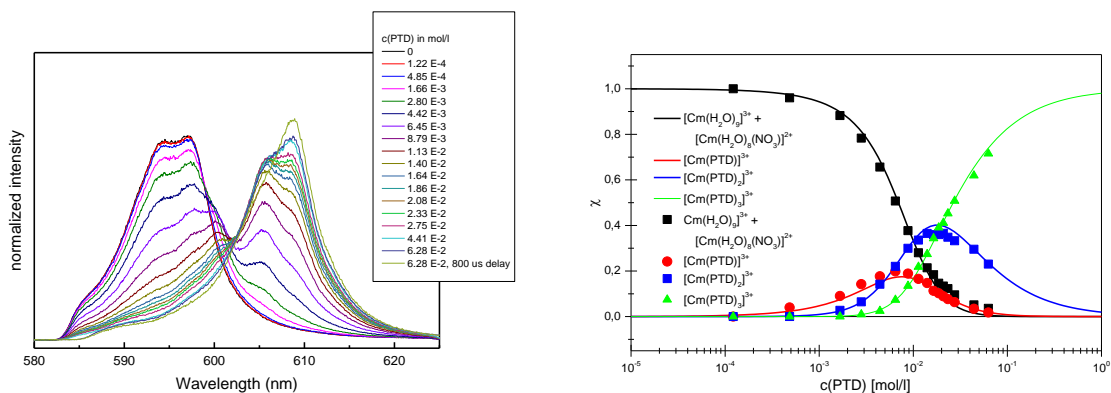 c(PTD) in mol/l
0
1.22 E-4
4.85 E-4
1.66 E-3
2.80 E-3
4.42 E-3
6.45 E-3
8.79 E-3
1.13 E-2
1.40 E-2
1.64 E-2
1.86 E-2
2.08 E-2
2.33 E-2
2.75 E-2
4.41 E-2
6.28 E-2
6.28 E-2, 800 us delay
normalized intensity
580 590 600 610 620
Wavelength (nm)
χ
1,0
0,8
0,6
0,4
0,2
0,0
[Cm(H₂O)₉]³⁺ +
[Cm(H₂O)₈(NO₃)]²⁺
[Cm(PTD)]³⁺
[Cm(PTD)₂]³⁺
[Cm(PTD)₃]³⁺
Cm(H₂O)₉]³⁺ +
[Cm(H₂O)₈(NO₃)]²⁺
[Cm(PTD)]³⁺
[Cm(PTD)₂]³⁺
[Cm(PTD)₃]³⁺
10⁻⁵ 10⁻⁴ 10⁻³ 10⁻² 10⁻¹ 10⁰
c(PTD) [mol/l]